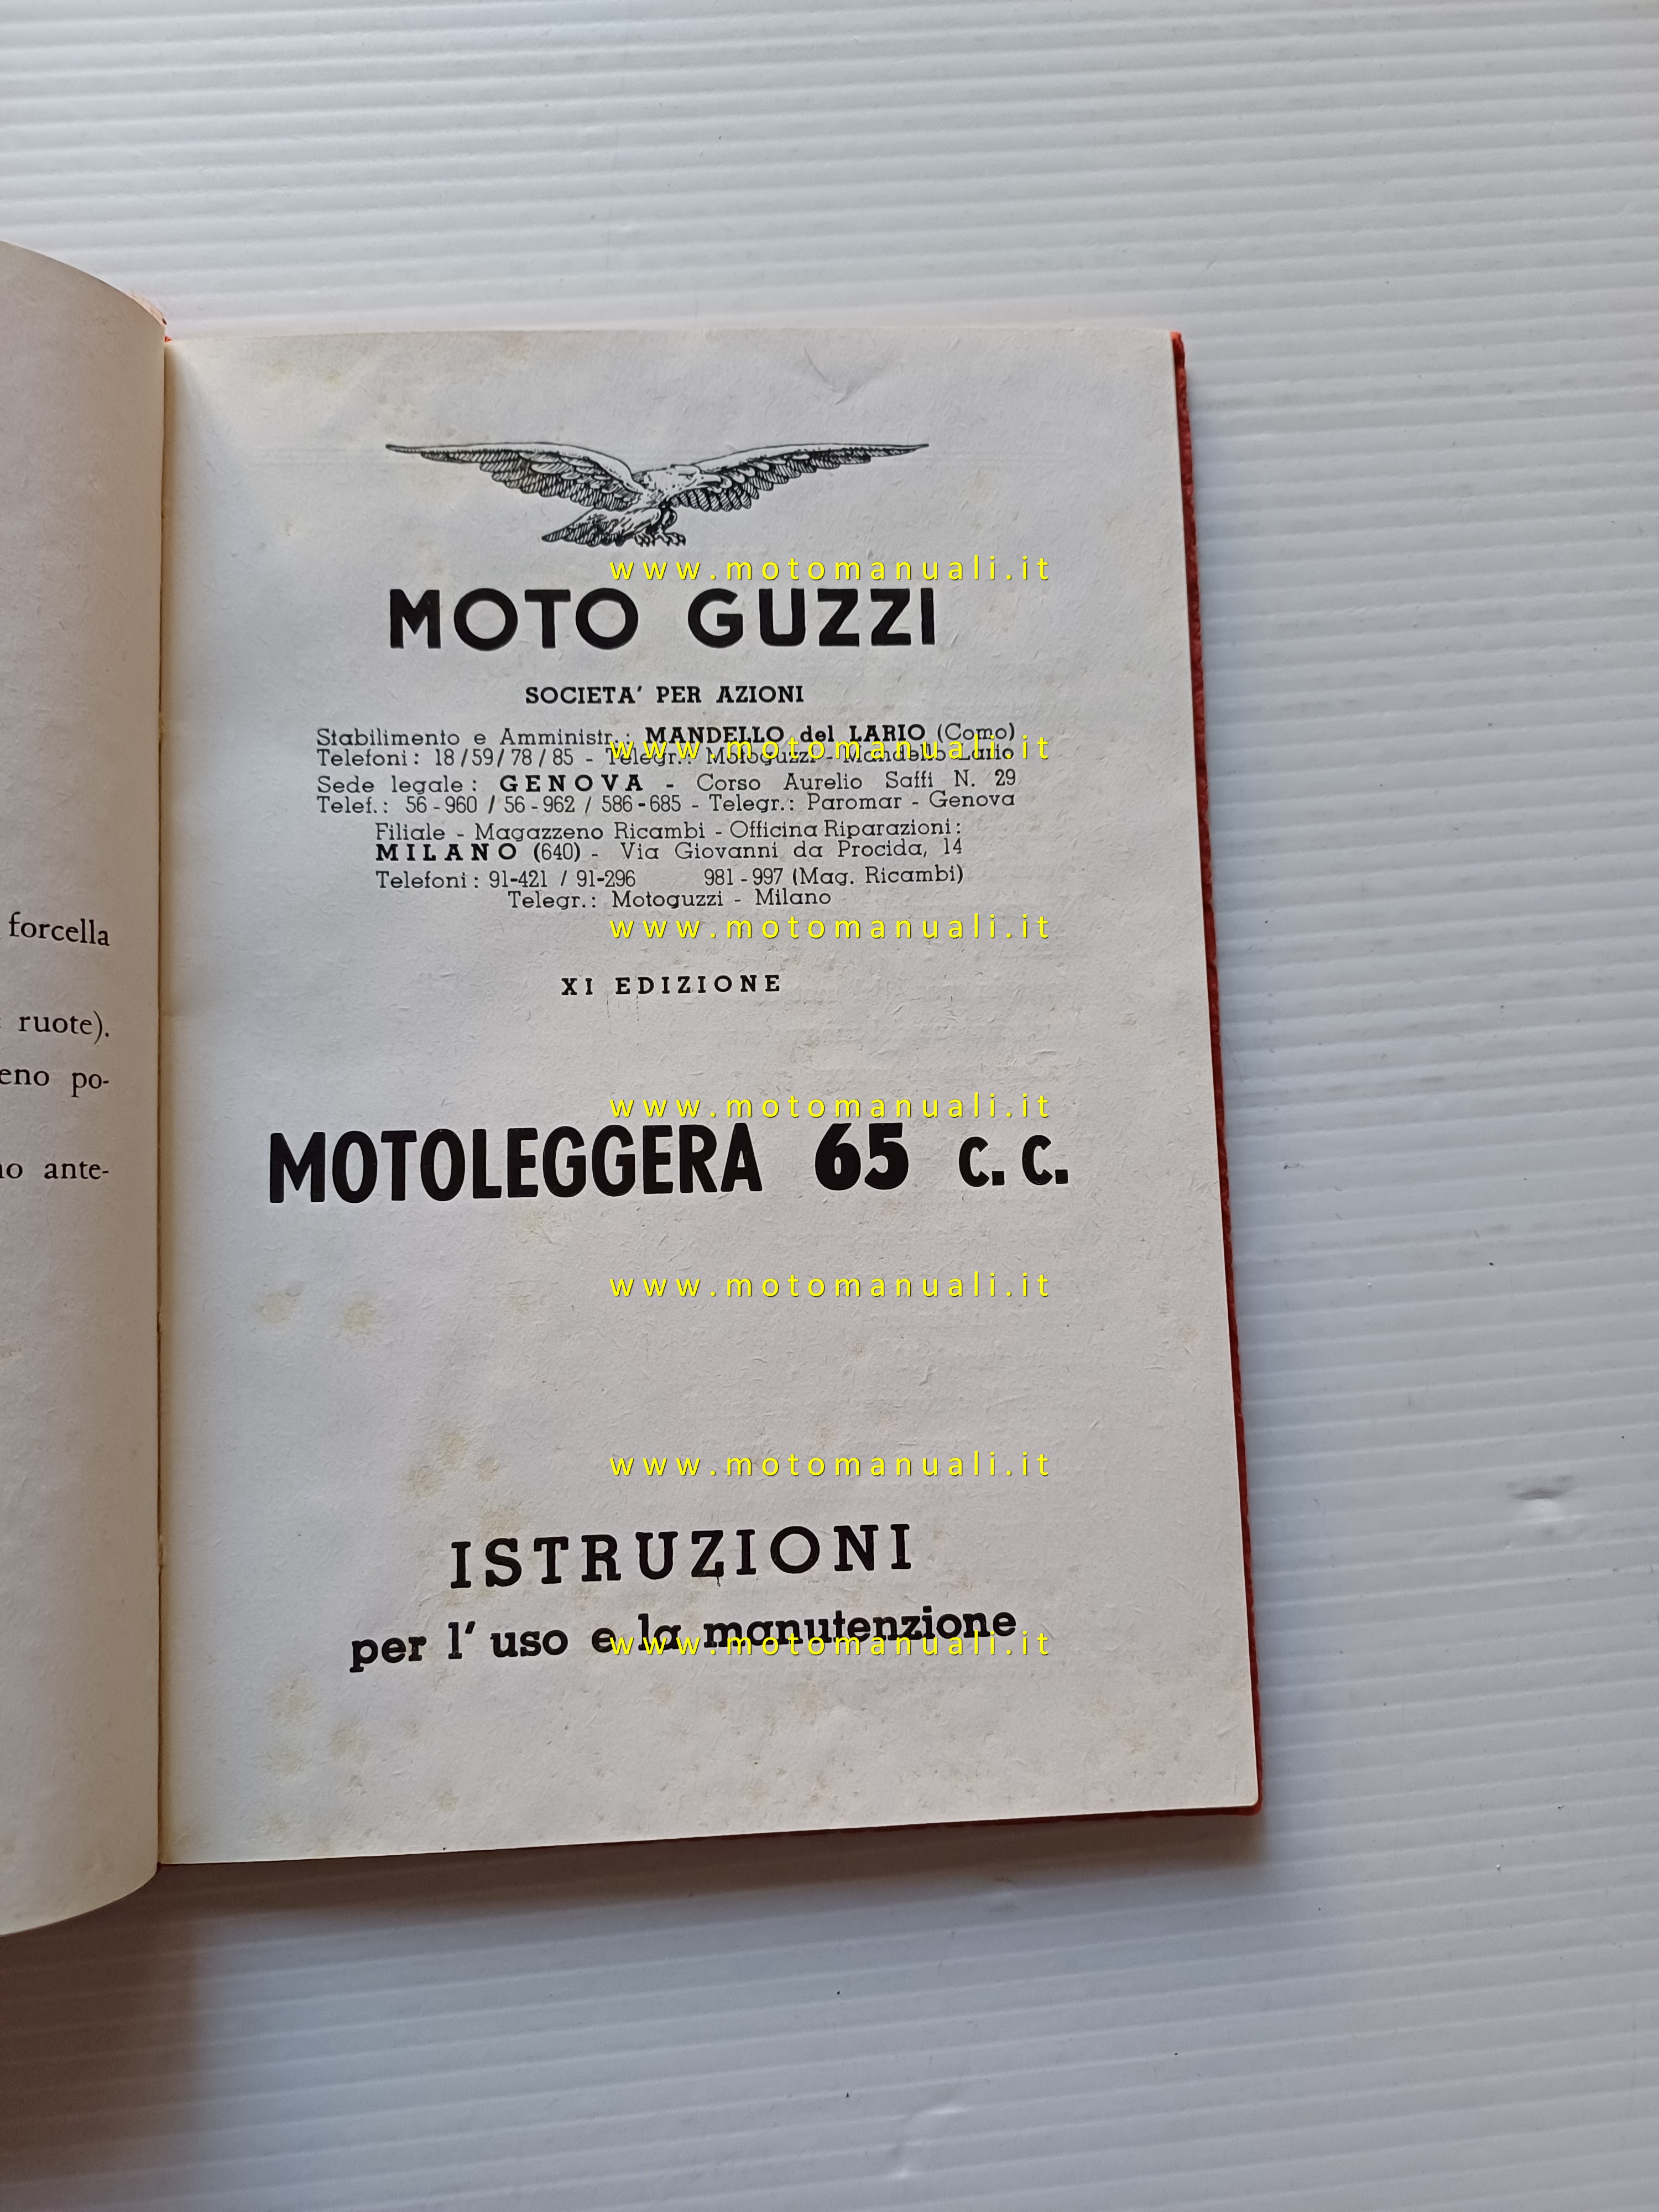 forcella
ruote).
eno po-
no ante-
www.motomanuali.it
MOTO GUZZI
SOCIETA' PER AZIONI
Stabilimento e Amministr.: MANDELLO del LARIO (Como)
www.motomanuali.it
Telefoni: 18/59/78/85 - Telegr.: Motoguzzi - Mandello Lario
Sede legale: GENOVA - Corso Aurelio Saffi N. 29
Telef.: 56-960 / 56-962 / 586-685 - Telegr.: Paromar - Genova
Filiale - Magazzeno Ricambi - Officina Riparazioni:
MILANO (640) - Via Giovanni da Procida, 14
Telefoni: 91-421 / 91-296 981-997 (Mag. Ricambi)
Telegr.: Motoguzzi - Milano
www.motomanuali.it
XI EDIZIONE
www.motomanuali.it
MOTOLEGGERA 65 c.c.
www.motomanuali.it
www.motomanuali.it
ISTRUZIONI
per l'uso e la manutenzione
www.motomanuali.it